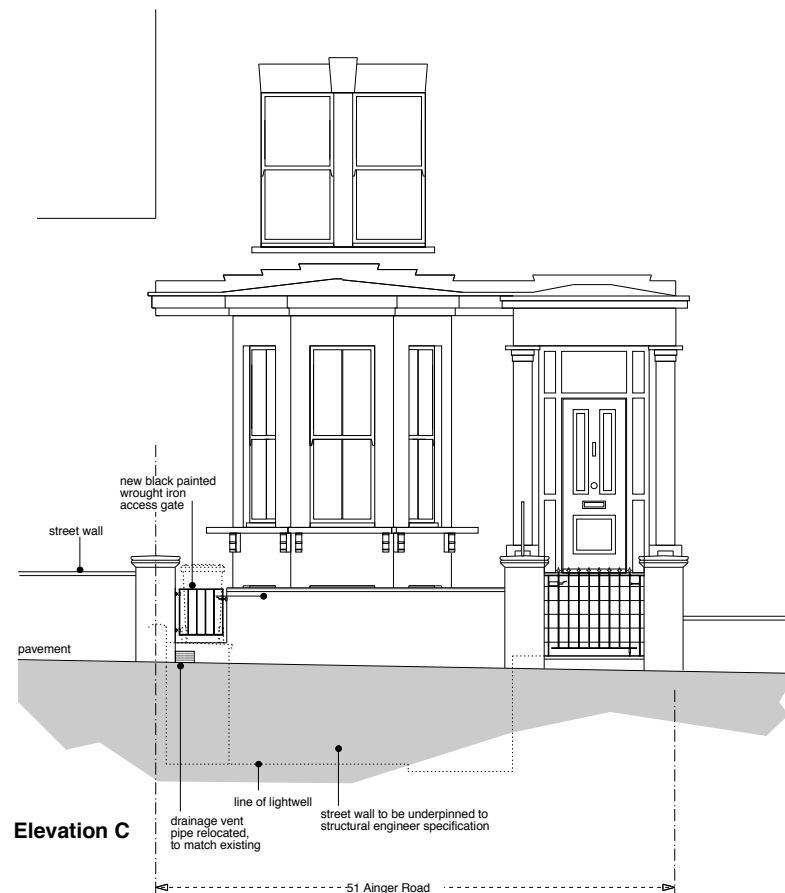 new black painted
wrought iron
access gate
street wall
pavement
line of lightwell
street wall to be underpinned to
structural engineer specification
drainage vent
pipe relocated,
to match existing
Elevation C
51 Ainger Road